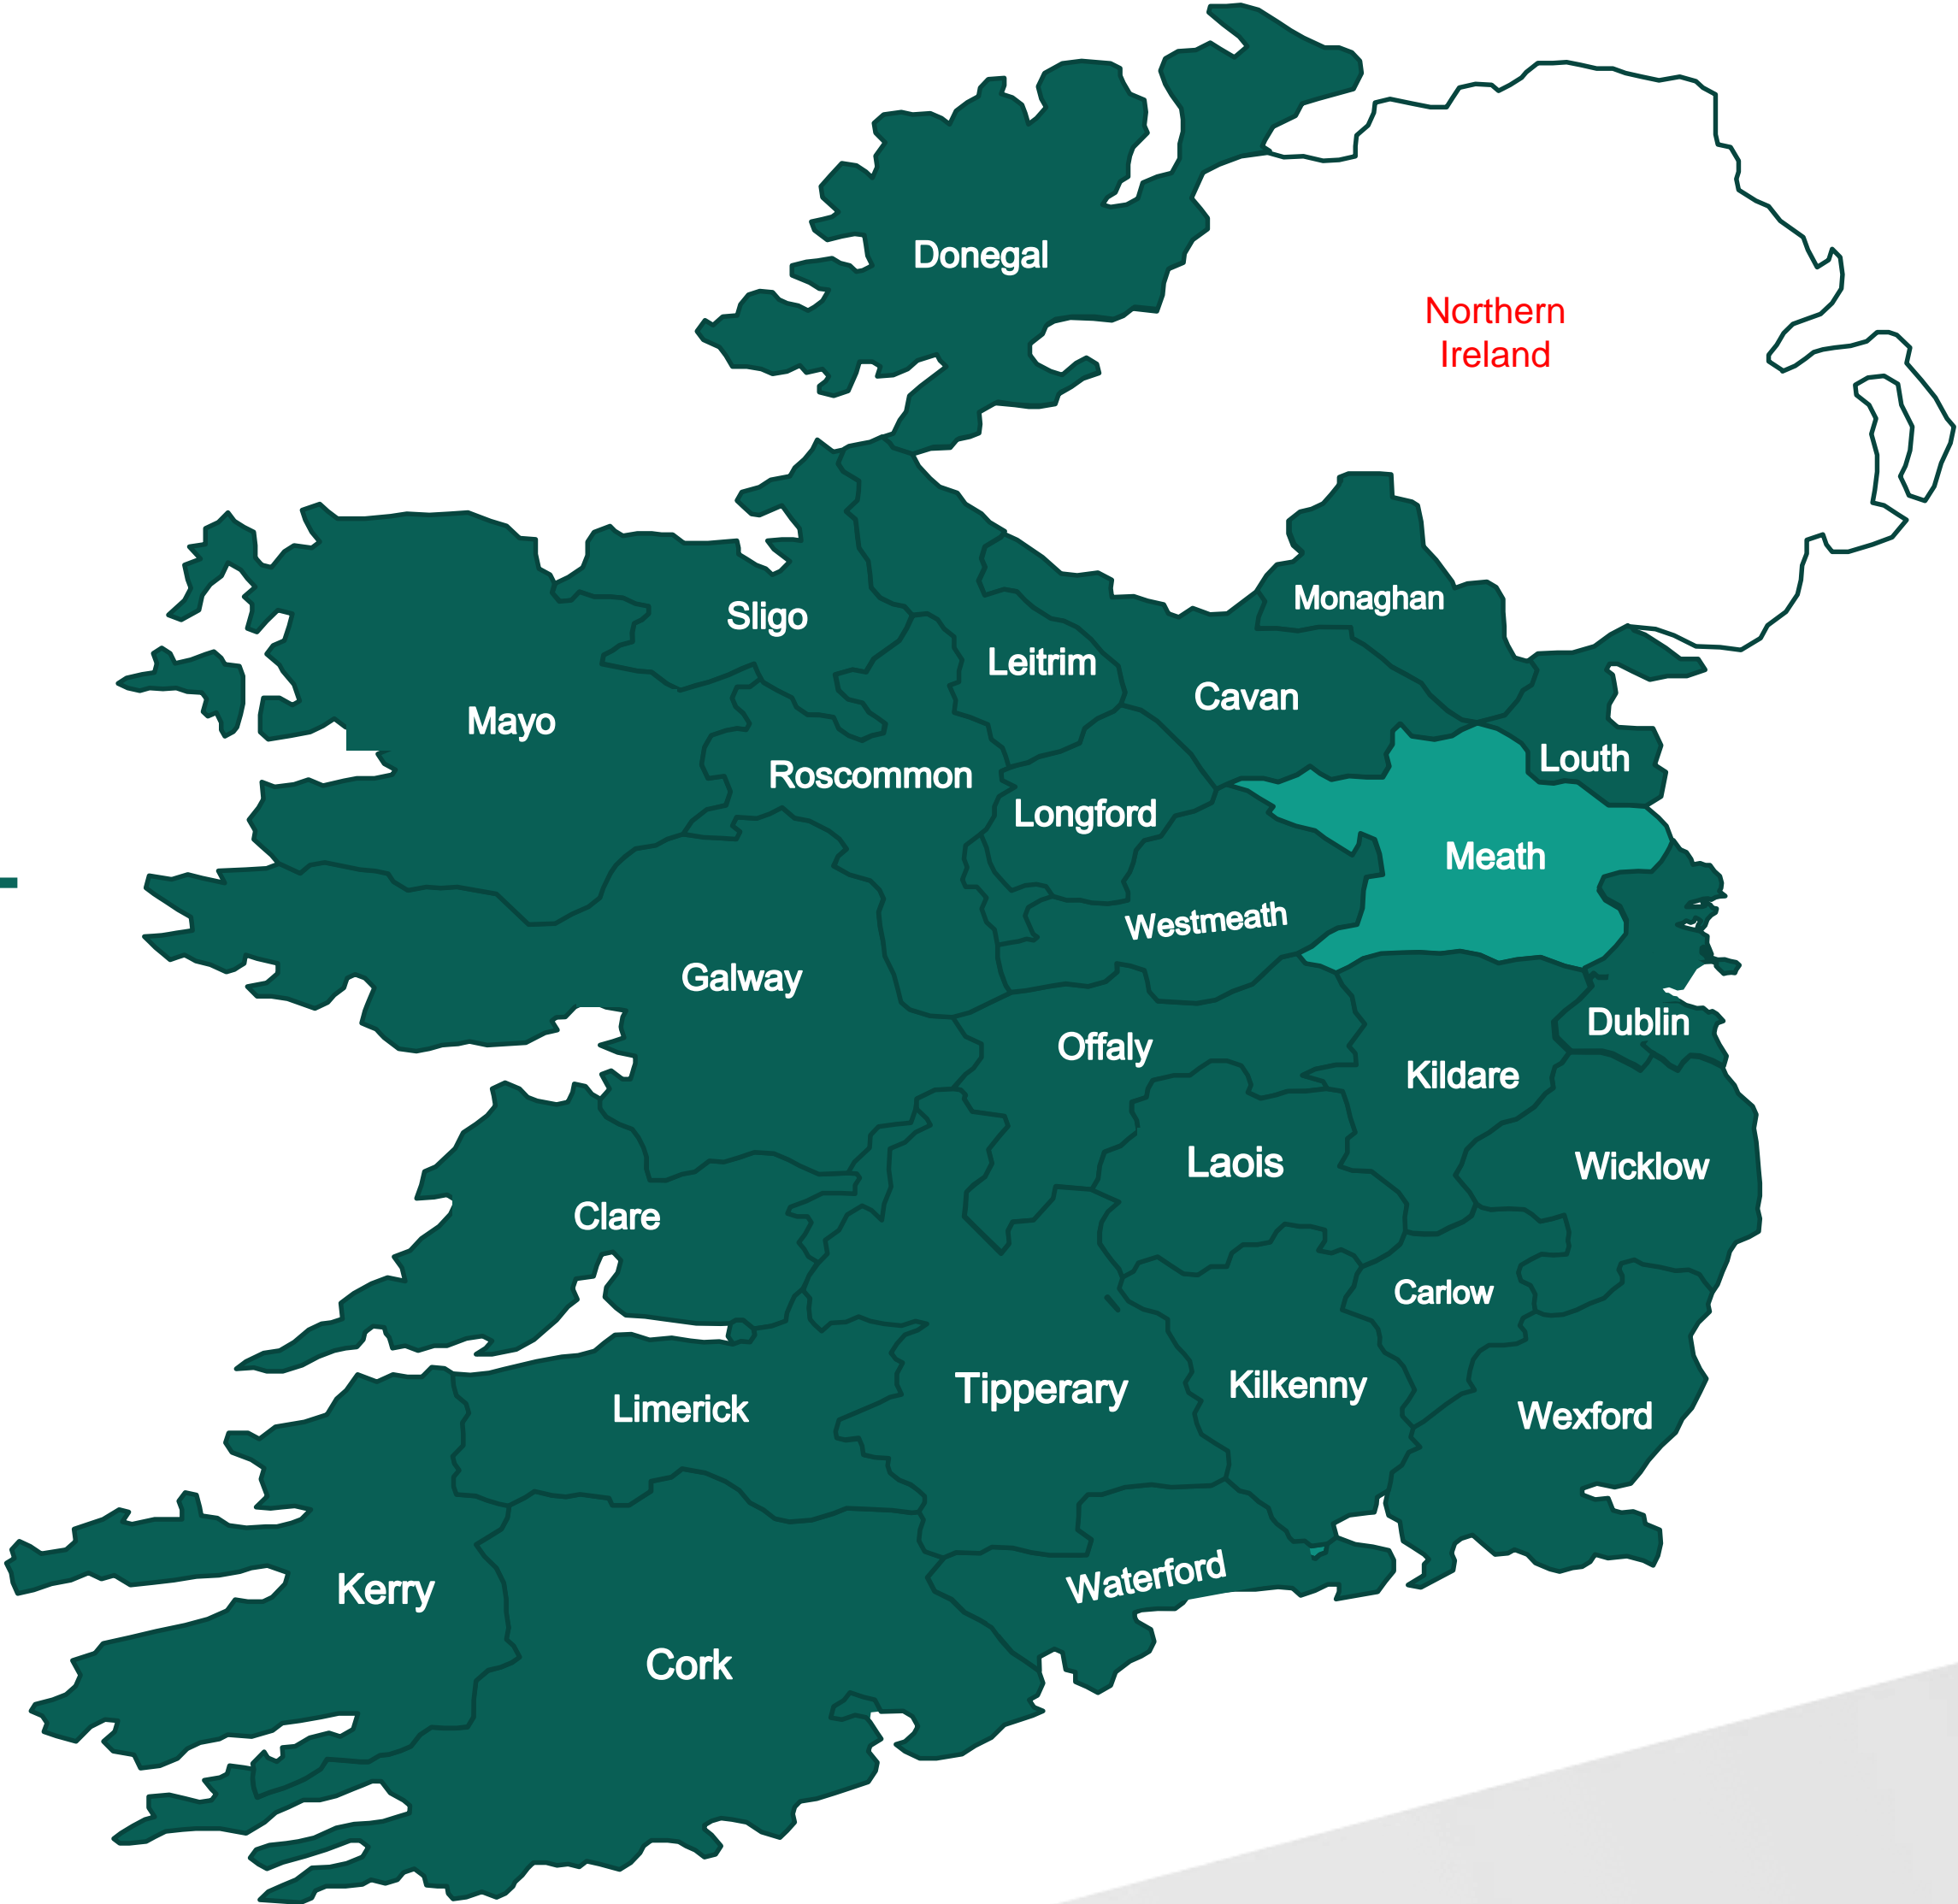 Donegal
Northern
Ireland
Monaghan
Sligo
Leitrim
Cavan
Mayo
Louth
Roscommon
Longford
Meath
Westmeath
Galway
Dublin
Offaly
Kildare
Laois
Wicklow
Clare
Carlow
Tipperary
Kilkenny
Limerick
Wexford
Waterford
Kerry
Cork